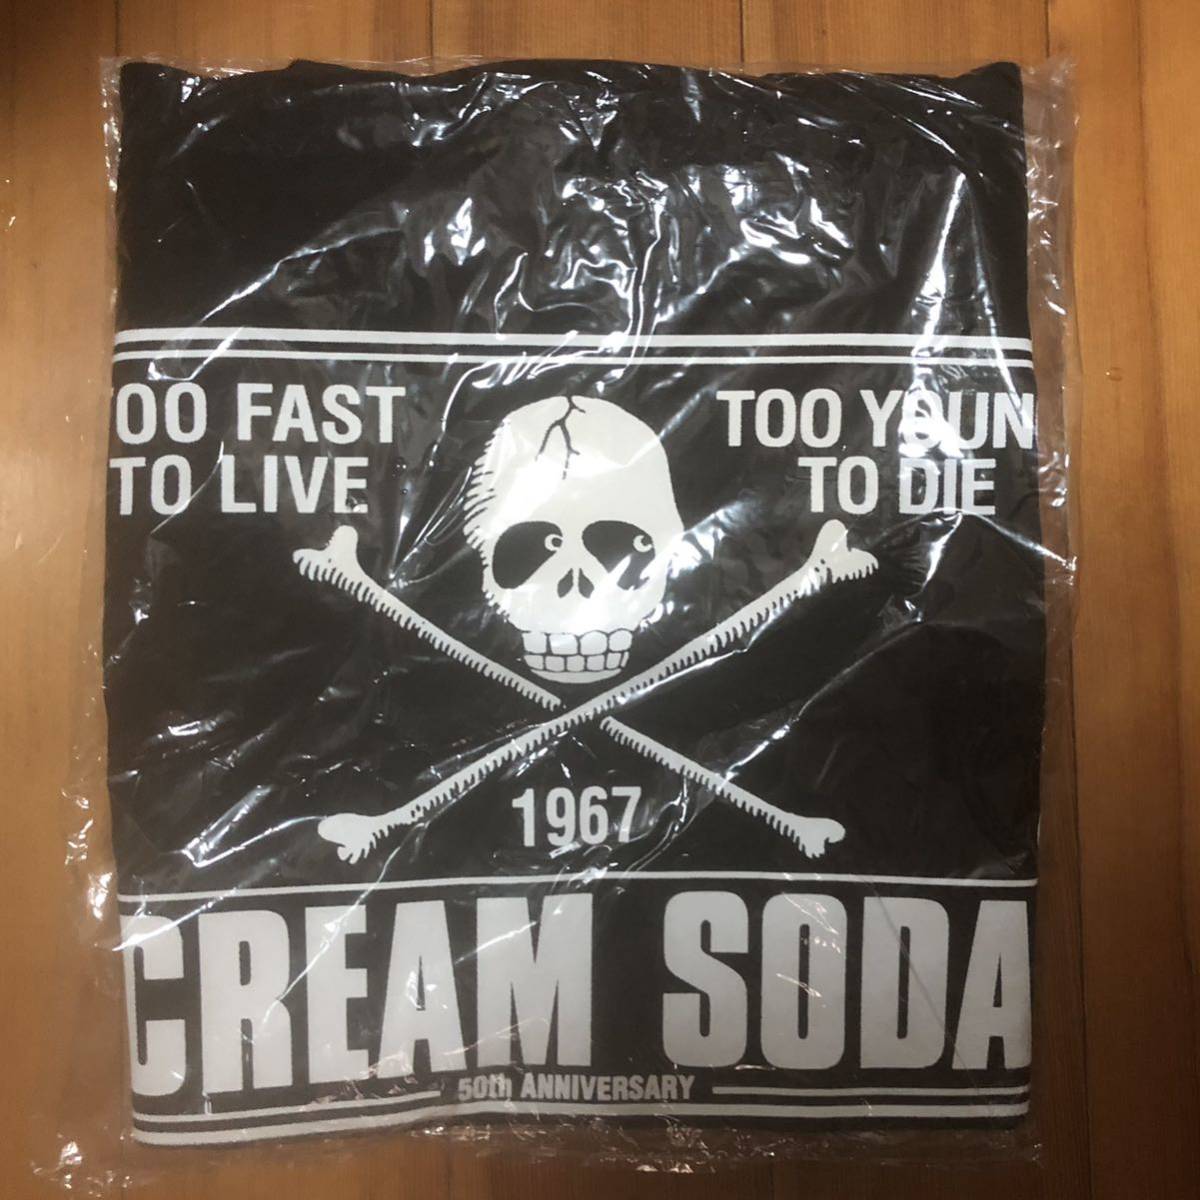 OO FAST
TO LIVE
TOO YOUN
TO DIE
1967
CREAM SODA
50th ANNIVERSARY